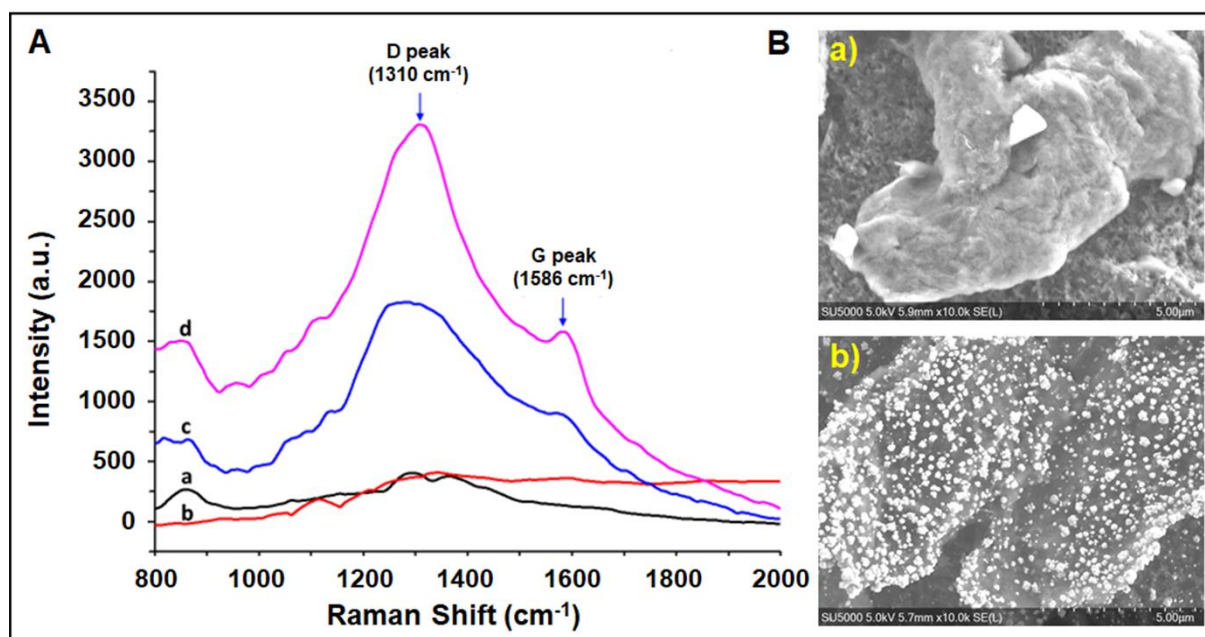 A
D peak
(1310 cm⁻¹)
G peak
(1586 cm⁻¹)
3500
3000
2500
2000
1500
1000
500
0
d
c
a
b
Intensity (a.u.)
800 1000 1200 1400 1600 1800 2000
Raman Shift (cm⁻¹)
B
a)
SU5000 5.0kV 5.9mm x10.0k SE(L) 5.00µm
b)
SU5000 5.0kV 5.7mm x10.0k SE(L) 5.00µm